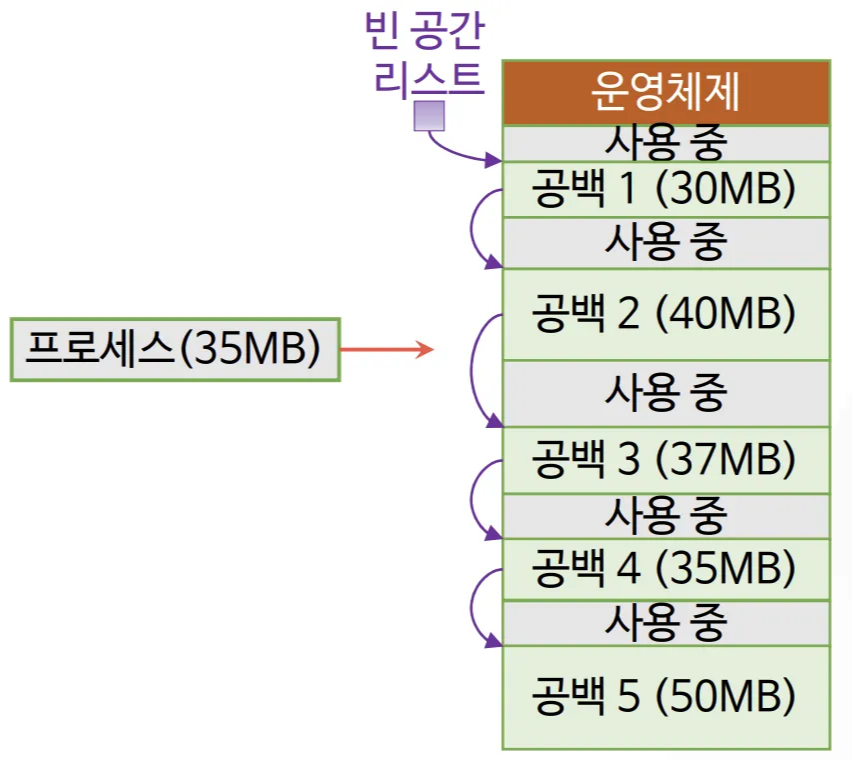 빈 공간
리스트
운영체제
사용 중
공백 1 (30MB)
사용 중
공백 2 (40MB)
프로세스(35MB)
사용 중
공백 3 (37MB)
사용 중
공백 4 (35MB)
사용 중
공백 5 (50MB)